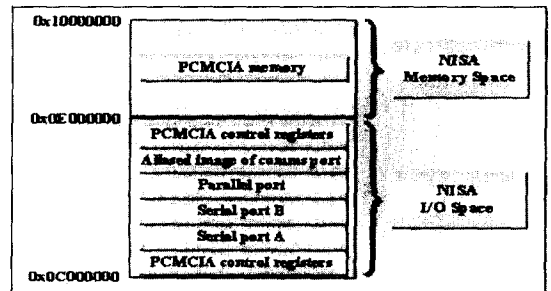 0x10000000
PCMCIA memory
NISA
Memory Space
0x0E000000
PCMCIA control registers
Aliased image of comms port
Parallel port
Serial port B
Serial port A
PCMCIA control registers
NISA
I/O Space
0x0C000000